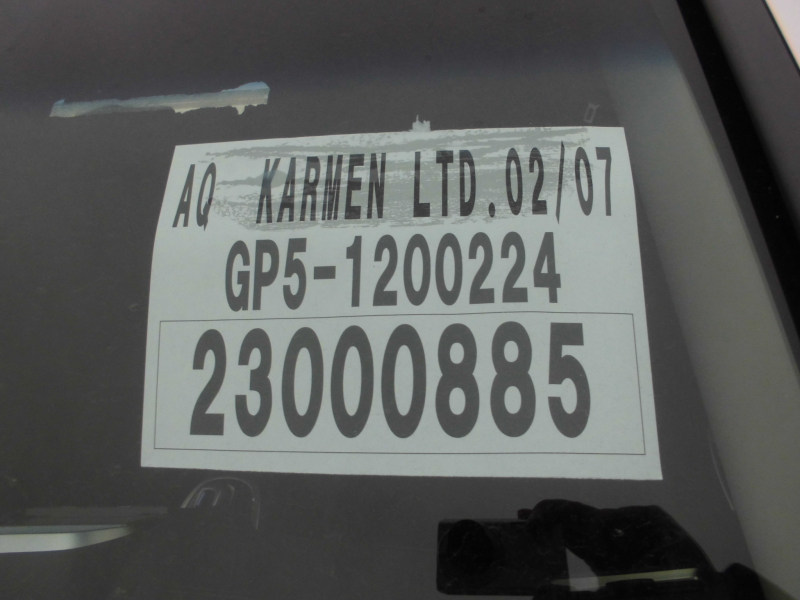 AQ KARMEN LTD.02/07
GP5-1200224
23000885